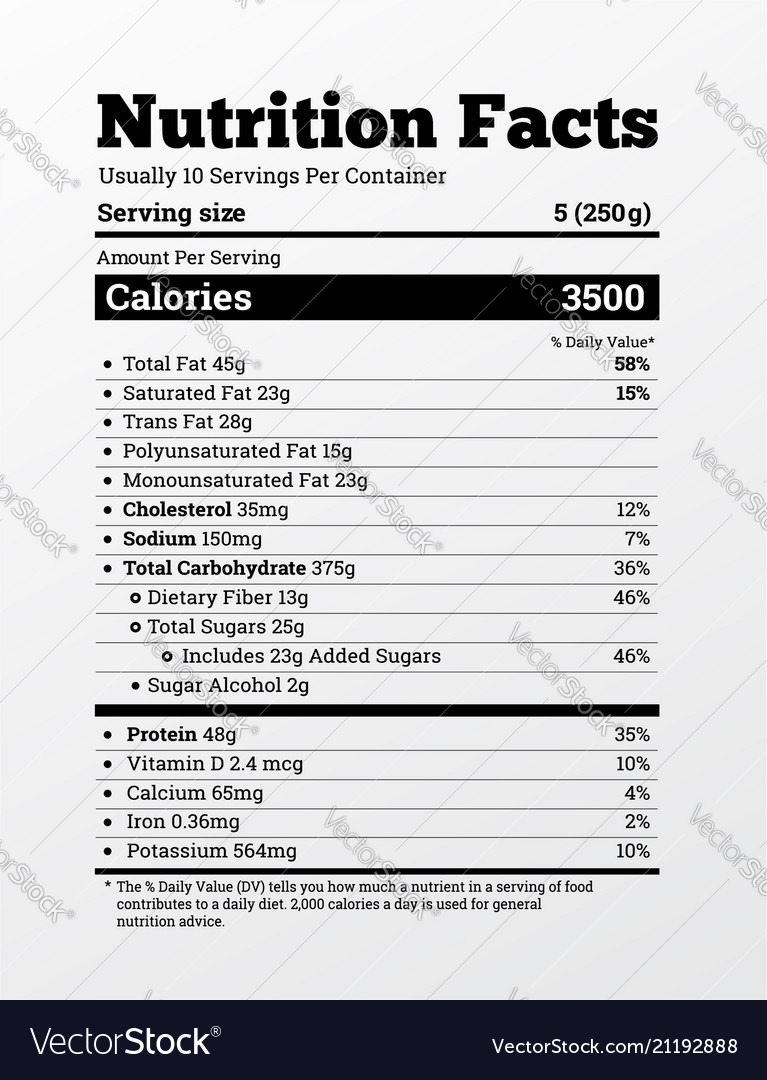 Nutrition Facts
Usually 10 Servings Per Container
Serving size 5 (250g)
Amount Per Serving
Calories 3500
% Daily Value*
• Total Fat 45g 58%
• Saturated Fat 23g 15%
• Trans Fat 28g
• Polyunsaturated Fat 15g
• Monounsaturated Fat 23g
• Cholesterol 35mg 12%
• Sodium 150mg 7%
• Total Carbohydrate 375g 36%
Dietary Fiber 13g 46%
Total Sugars 25g
Includes 23g Added Sugars 46%
• Sugar Alcohol 2g
• Protein 48g 35%
• Vitamin D 2.4 mcg 10%
• Calcium 65mg 4%
• Iron 0.36mg 2%
• Potassium 564mg 10%
* The % Daily Value (DV) tells you how much a nutrient in a serving of food
contributes to a daily diet. 2,000 calories a day is used for general
nutrition advice.
VectorStock® VectorStock.com/21192888